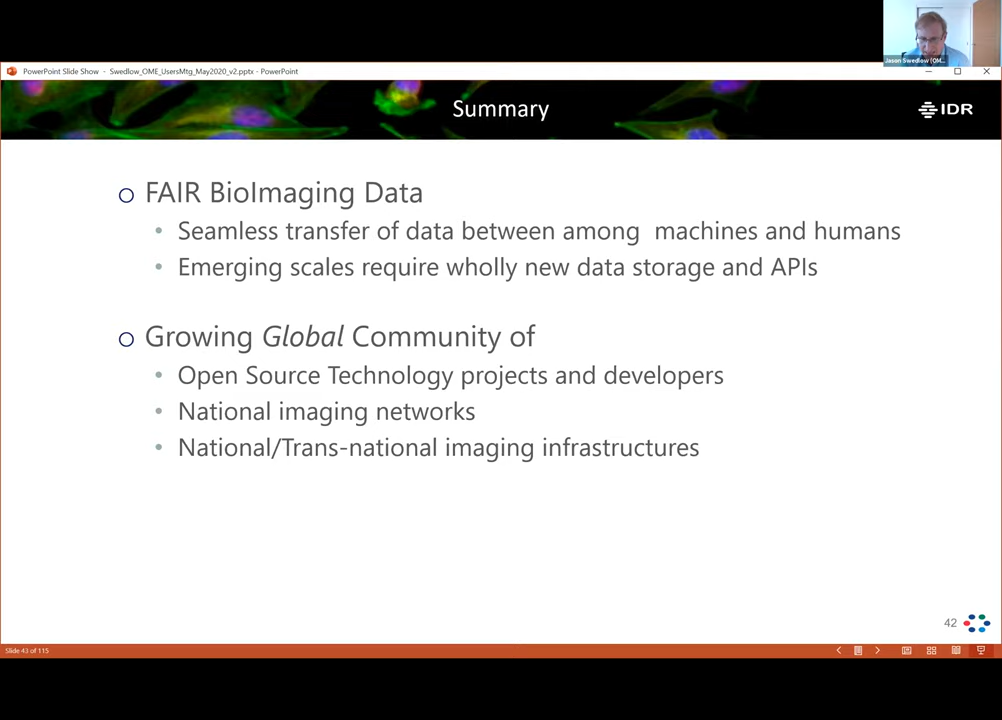 Jason Swedlow (OM...
PowerPoint Slide Show - Swedlow_OME_UsersMtg_May2020_v2.pptx - PowerPoint
Summary
IDR
FAIR BioImaging Data
Seamless transfer of data between among machines and humans
Emerging scales require wholly new data storage and APIs
Growing Global Community of
Open Source Technology projects and developers
National imaging networks
National/Trans-national imaging infrastructures
42
Slide 43 of 115